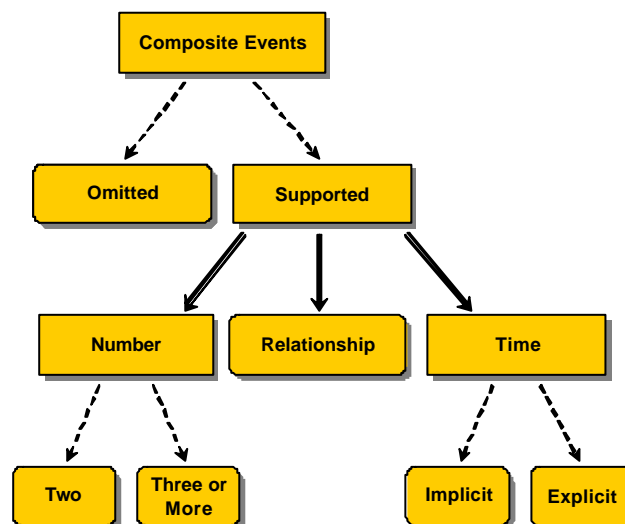 Composite Events
Omitted
Supported
Number
Relationship
Time
Two
Three or
More
Implicit
Explicit